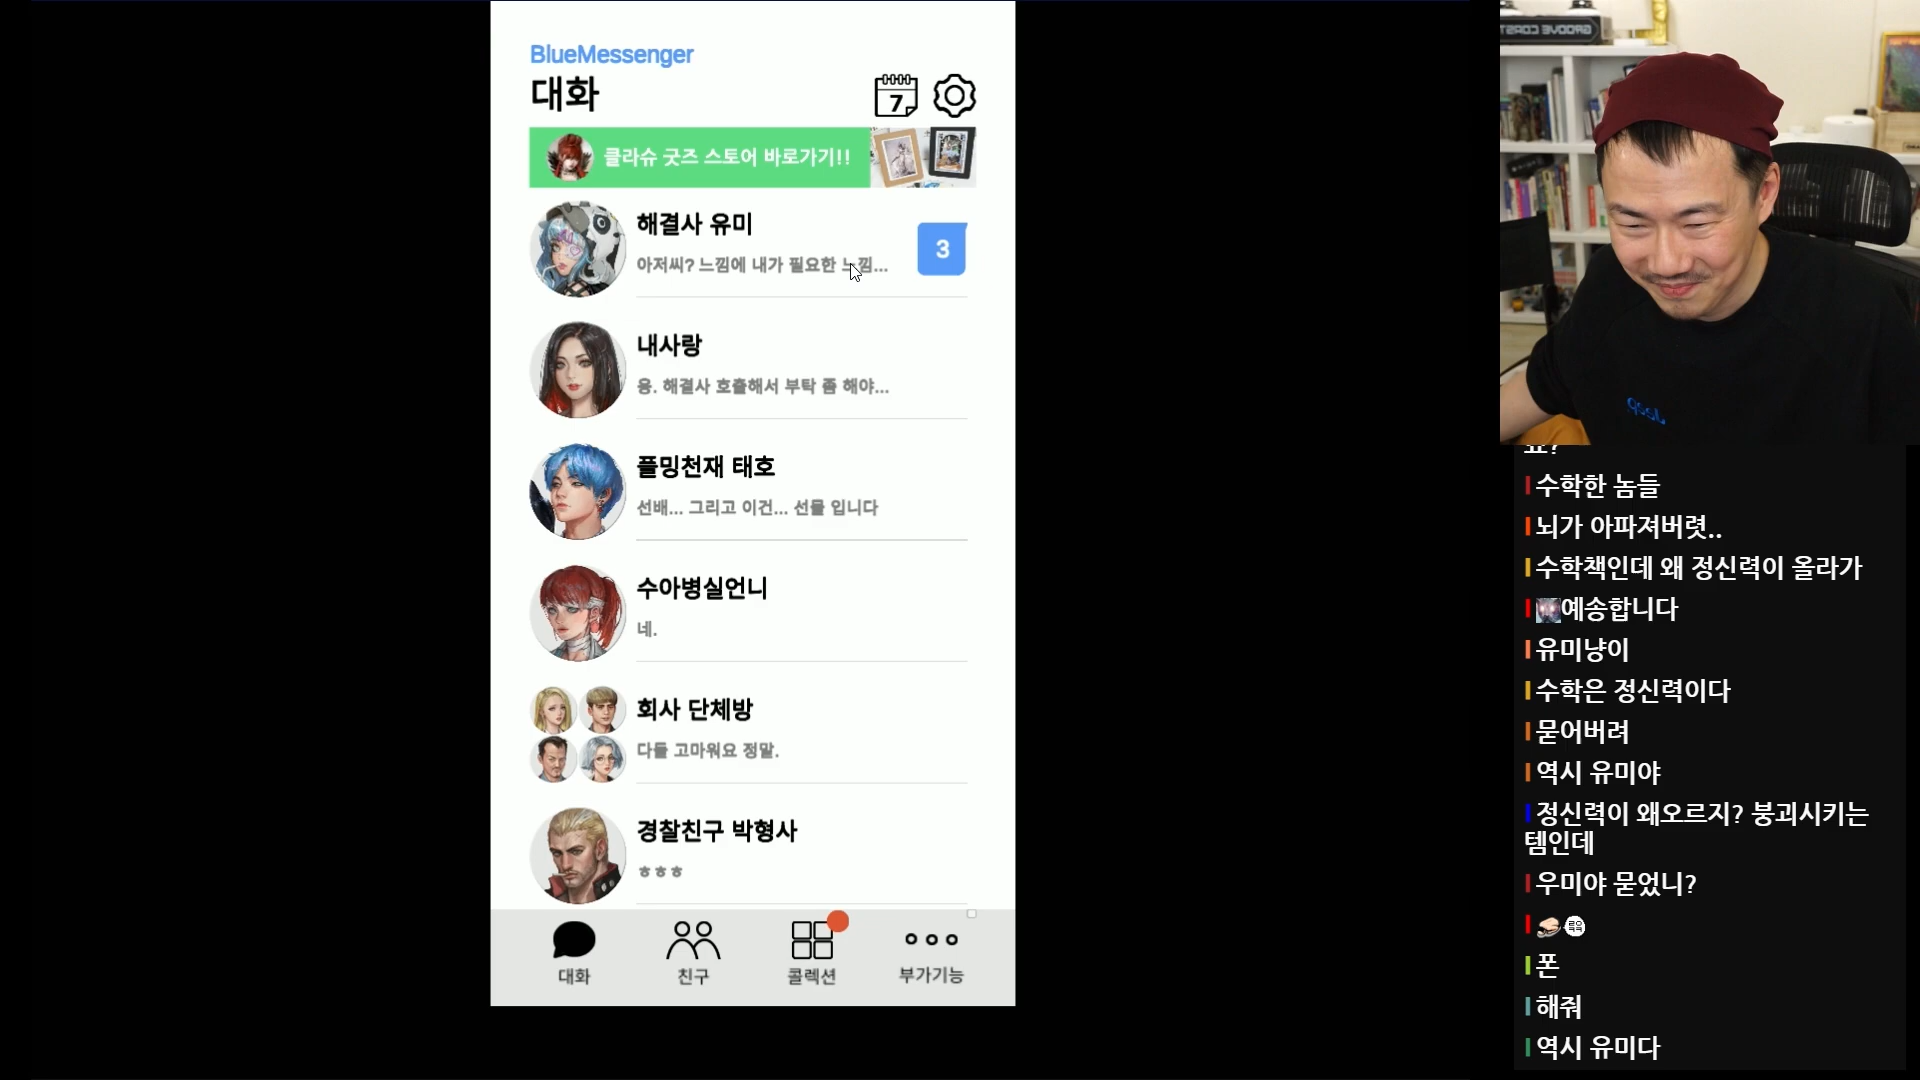 BlueMessenger
대화
7
클라슈 굿즈 스토어 바로가기!!
해결사 유미
아저씨? 느낌에 내가 필요한 느낌...
3
내사랑
응. 해결사 호출해서 부탁 좀 해야...
플밍천재 태호
선배... 그리고 이건... 선물 입니다
수아병실언니
네.
회사 단체방
다들 고마워요 정말.
경찰친구 박형사
ㅎㅎㅎ
대화
친구
콜렉션
부가기능
GROOVE COAST
요?
수학한 놈들
뇌가 아파져버렷..
수학책인데 왜 정신력이 올라가
예송합니다
유미냥이
수학은 정신력이다
묻어버려
역시 유미야
정신력이 왜오르지? 붕괴시키는
템인데
우미야 묻었니?
폰
해줘
역시 유미다